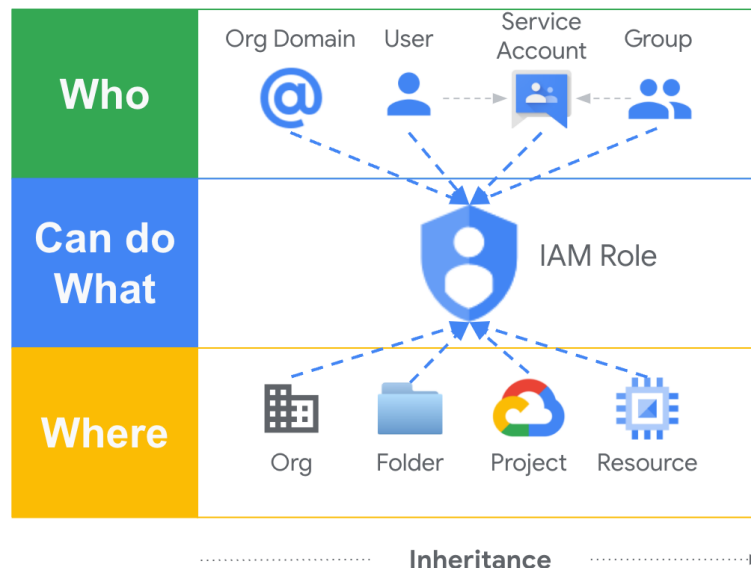 Who
Org Domain
User
Service
Account
Group
Can do
What
IAM Role
Where
Org
Folder
Project
Resource
Inheritance